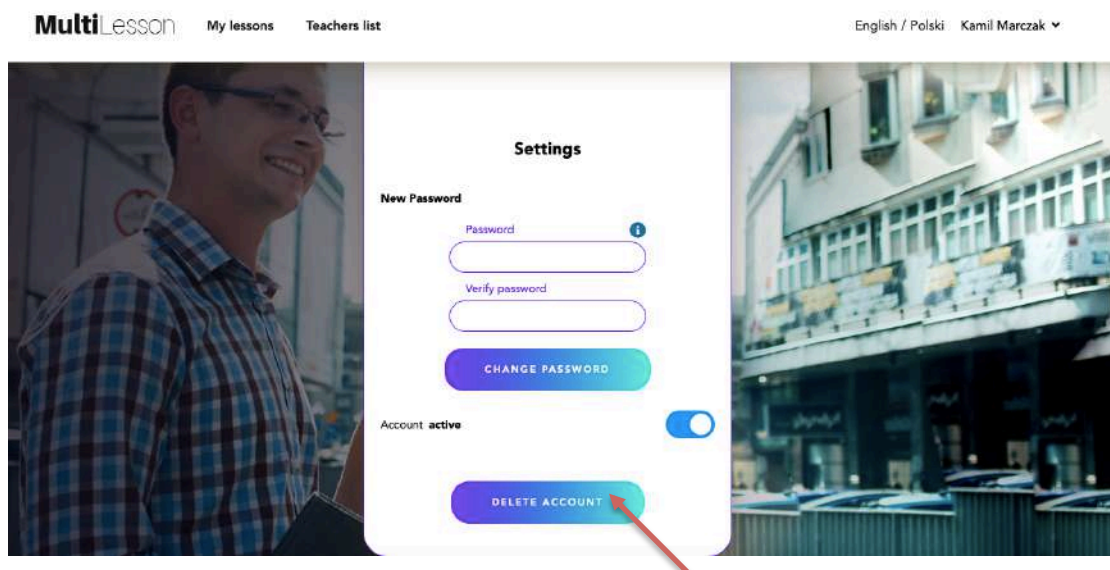 MultiLesson My lessons Teachers list English / Polski Kamil Marczak
Settings
New Password
Password
Verify password
CHANGE PASSWORD
Account active
DELETE ACCOUNT